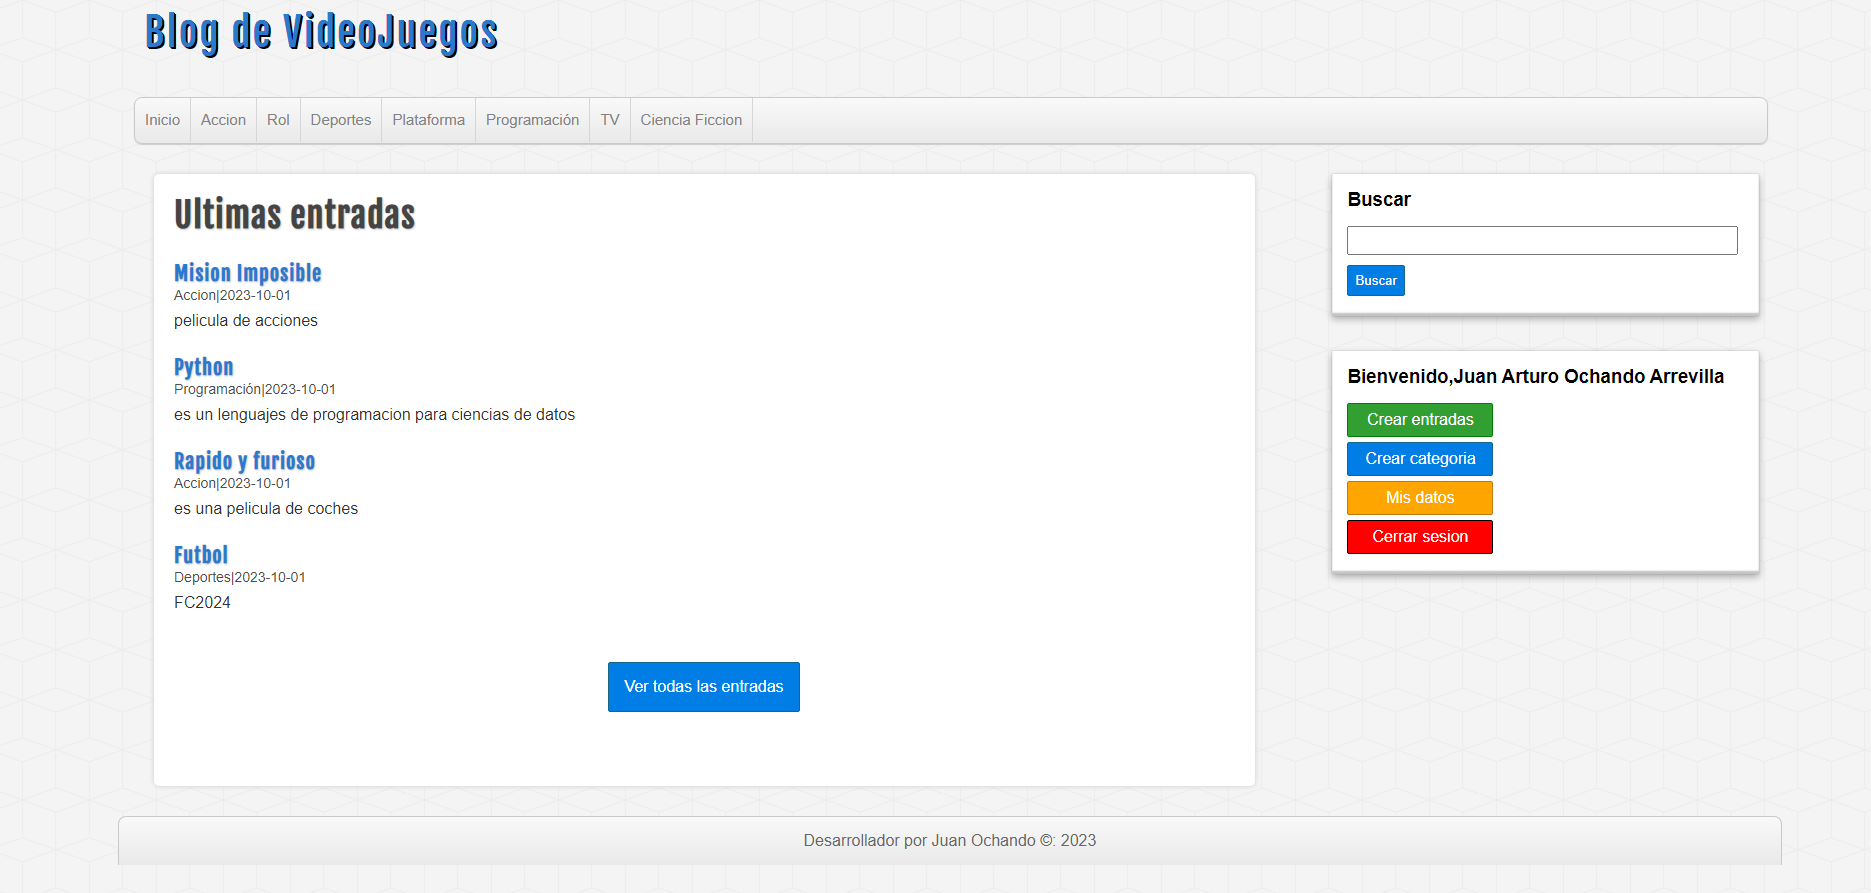 Blog de VideoJuegos
Inicio Accion Rol Deportes Plataforma Programación TV Ciencia Ficcion
Ultimas entradas
Mision Imposible
Accion|2023-10-01
pelicula de acciones
Python
Programación|2023-10-01
es un lenguajes de programacion para ciencias de datos
Rapido y furioso
Accion|2023-10-01
es una pelicula de coches
Futbol
Deportes|2023-10-01
FC2024
Ver todas las entradas
Buscar
Buscar
Bienvenido,Juan Arturo Ochando Arrevilla
Crear entradas
Crear categoria
Mis datos
Cerrar sesion
Desarrollador por Juan Ochando ©: 2023